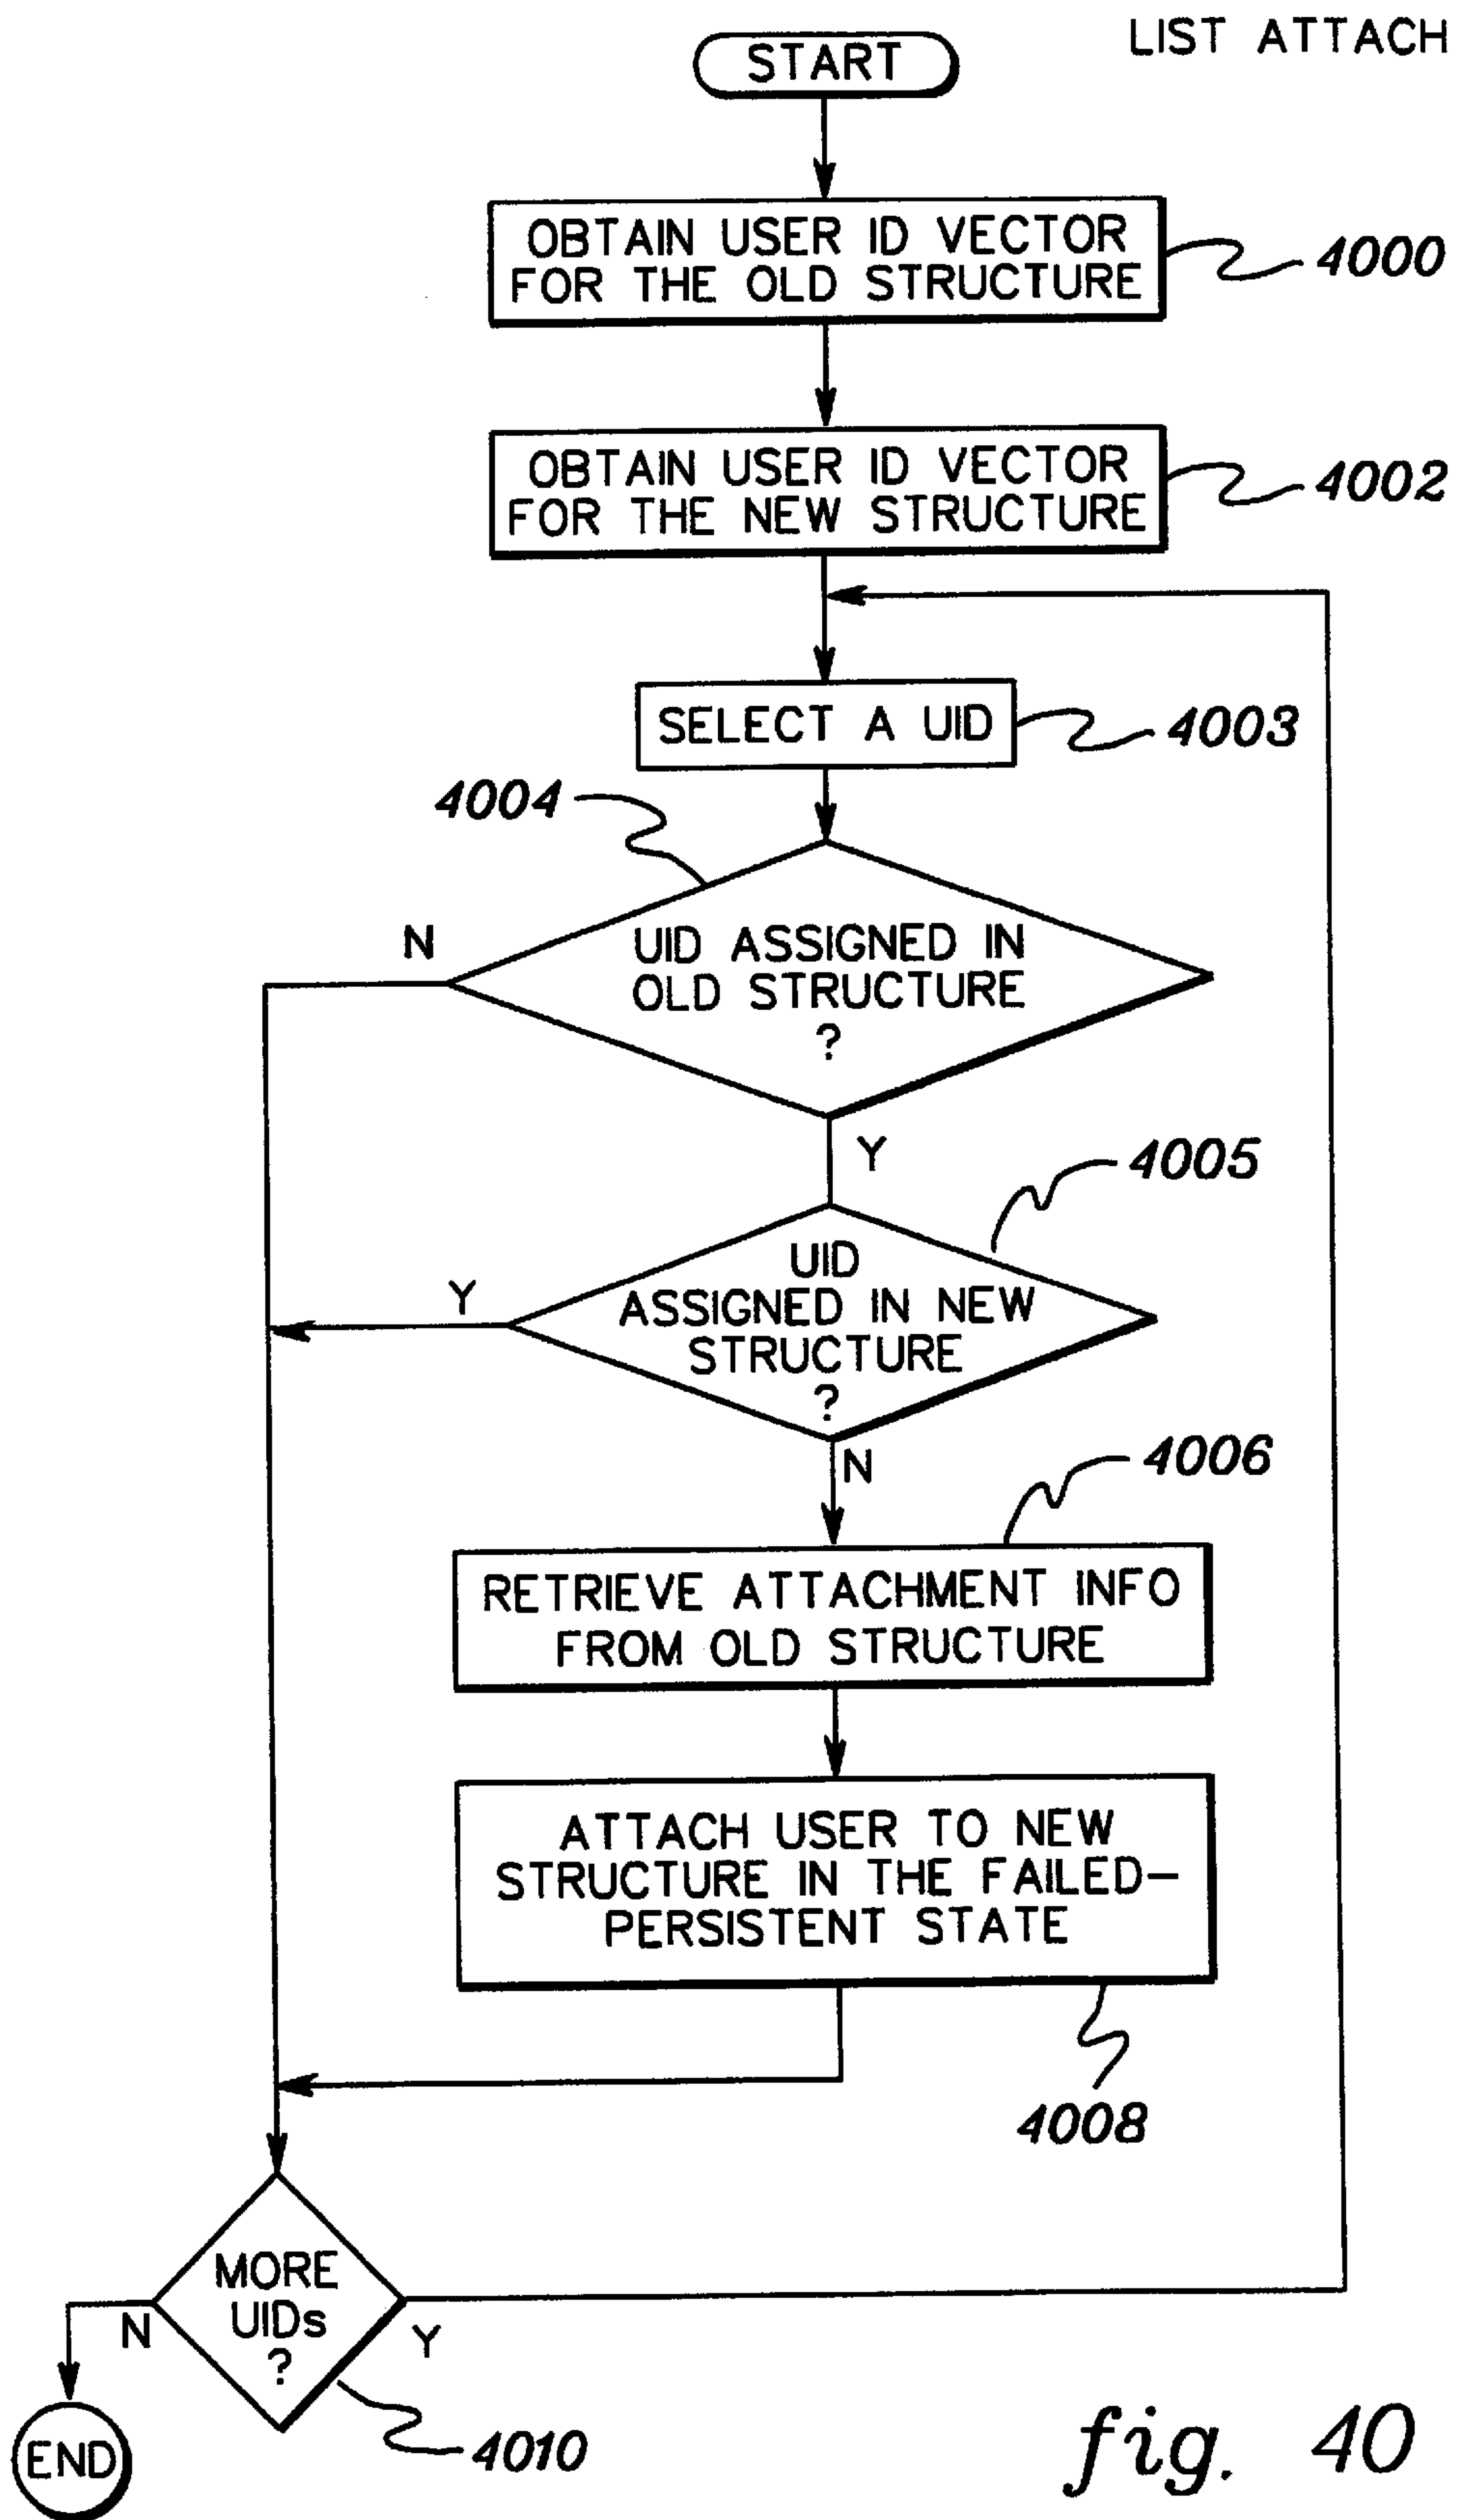 LIST ATTACH
START
OBTAIN USER ID VECTOR
FOR THE OLD STRUCTURE
4000
OBTAIN USER ID VECTOR
FOR THE NEW STRUCTURE
4002
SELECT A UID
4003
4004
N
UID ASSIGNED IN
OLD STRUCTURE
?
Y
4005
UID
ASSIGNED IN NEW
STRUCTURE
?
Y
N
4006
RETRIEVE ATTACHMENT INFO
FROM OLD STRUCTURE
ATTACH USER TO NEW
STRUCTURE IN THE FAILED-
PERSISTENT STATE
4008
MORE
UIDs
?
N
Y
4010
END
fig. 40